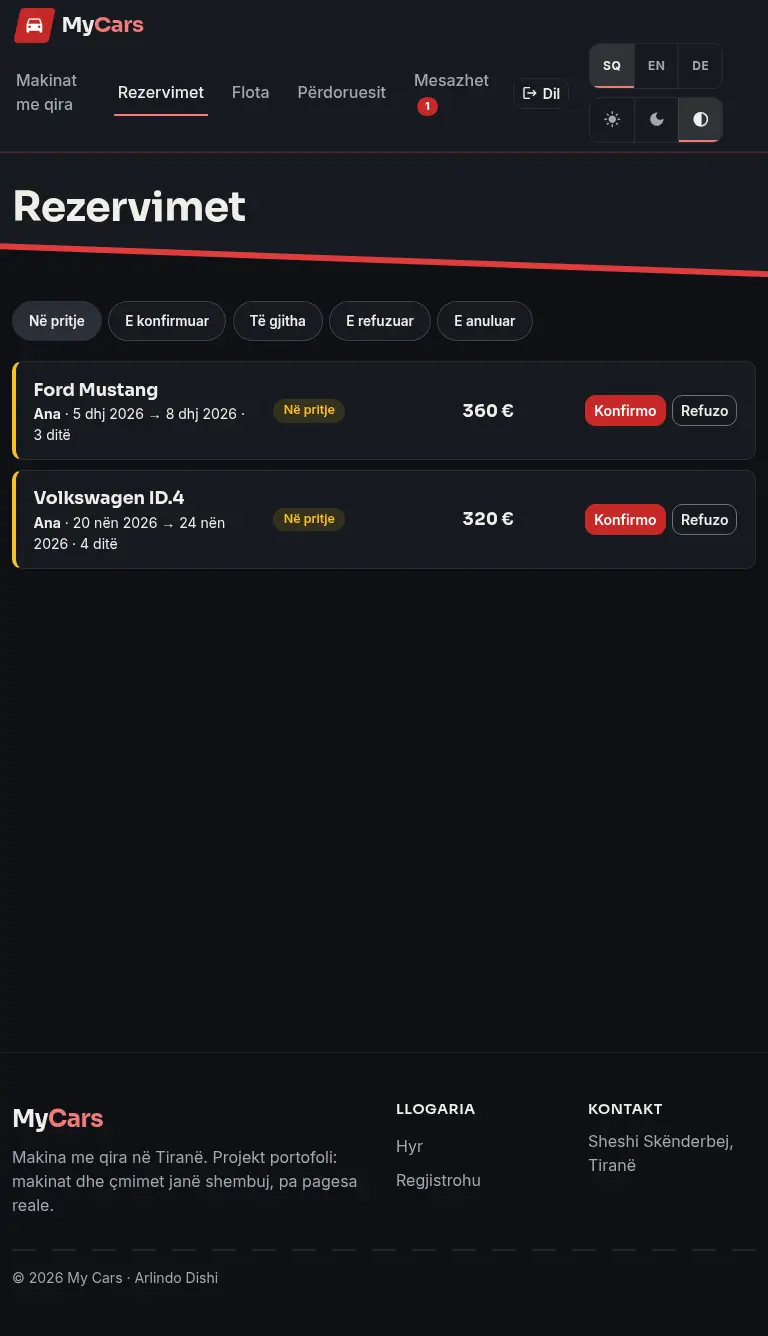 MyCars
Makinat
me qira
Rezervimet
Flota
Përdoruesit
Mesazhet
1
Dil
SQ
EN
DE
Rezervimet
Në pritje
E konfirmuar
Të gjitha
E refuzuar
E anuluar
Ford Mustang
Ana · 5 dhj 2026 → 8 dhj 2026 ·
3 ditë
Në pritje
360 €
Konfirmo
Refuzo
Volkswagen ID.4
Ana · 20 nën 2026 → 24 nën
2026 · 4 ditë
Në pritje
320 €
Konfirmo
Refuzo
MyCars
Makina me qira në Tiranë. Projekt portofoli:
makinat dhe çmimet janë shembuj, pa pagesa
reale.
LLOGARIA
Hyr
Regjistrohu
KONTAKT
Sheshi Skënderbej,
Tiranë
© 2026 My Cars · Arlindo Dishi